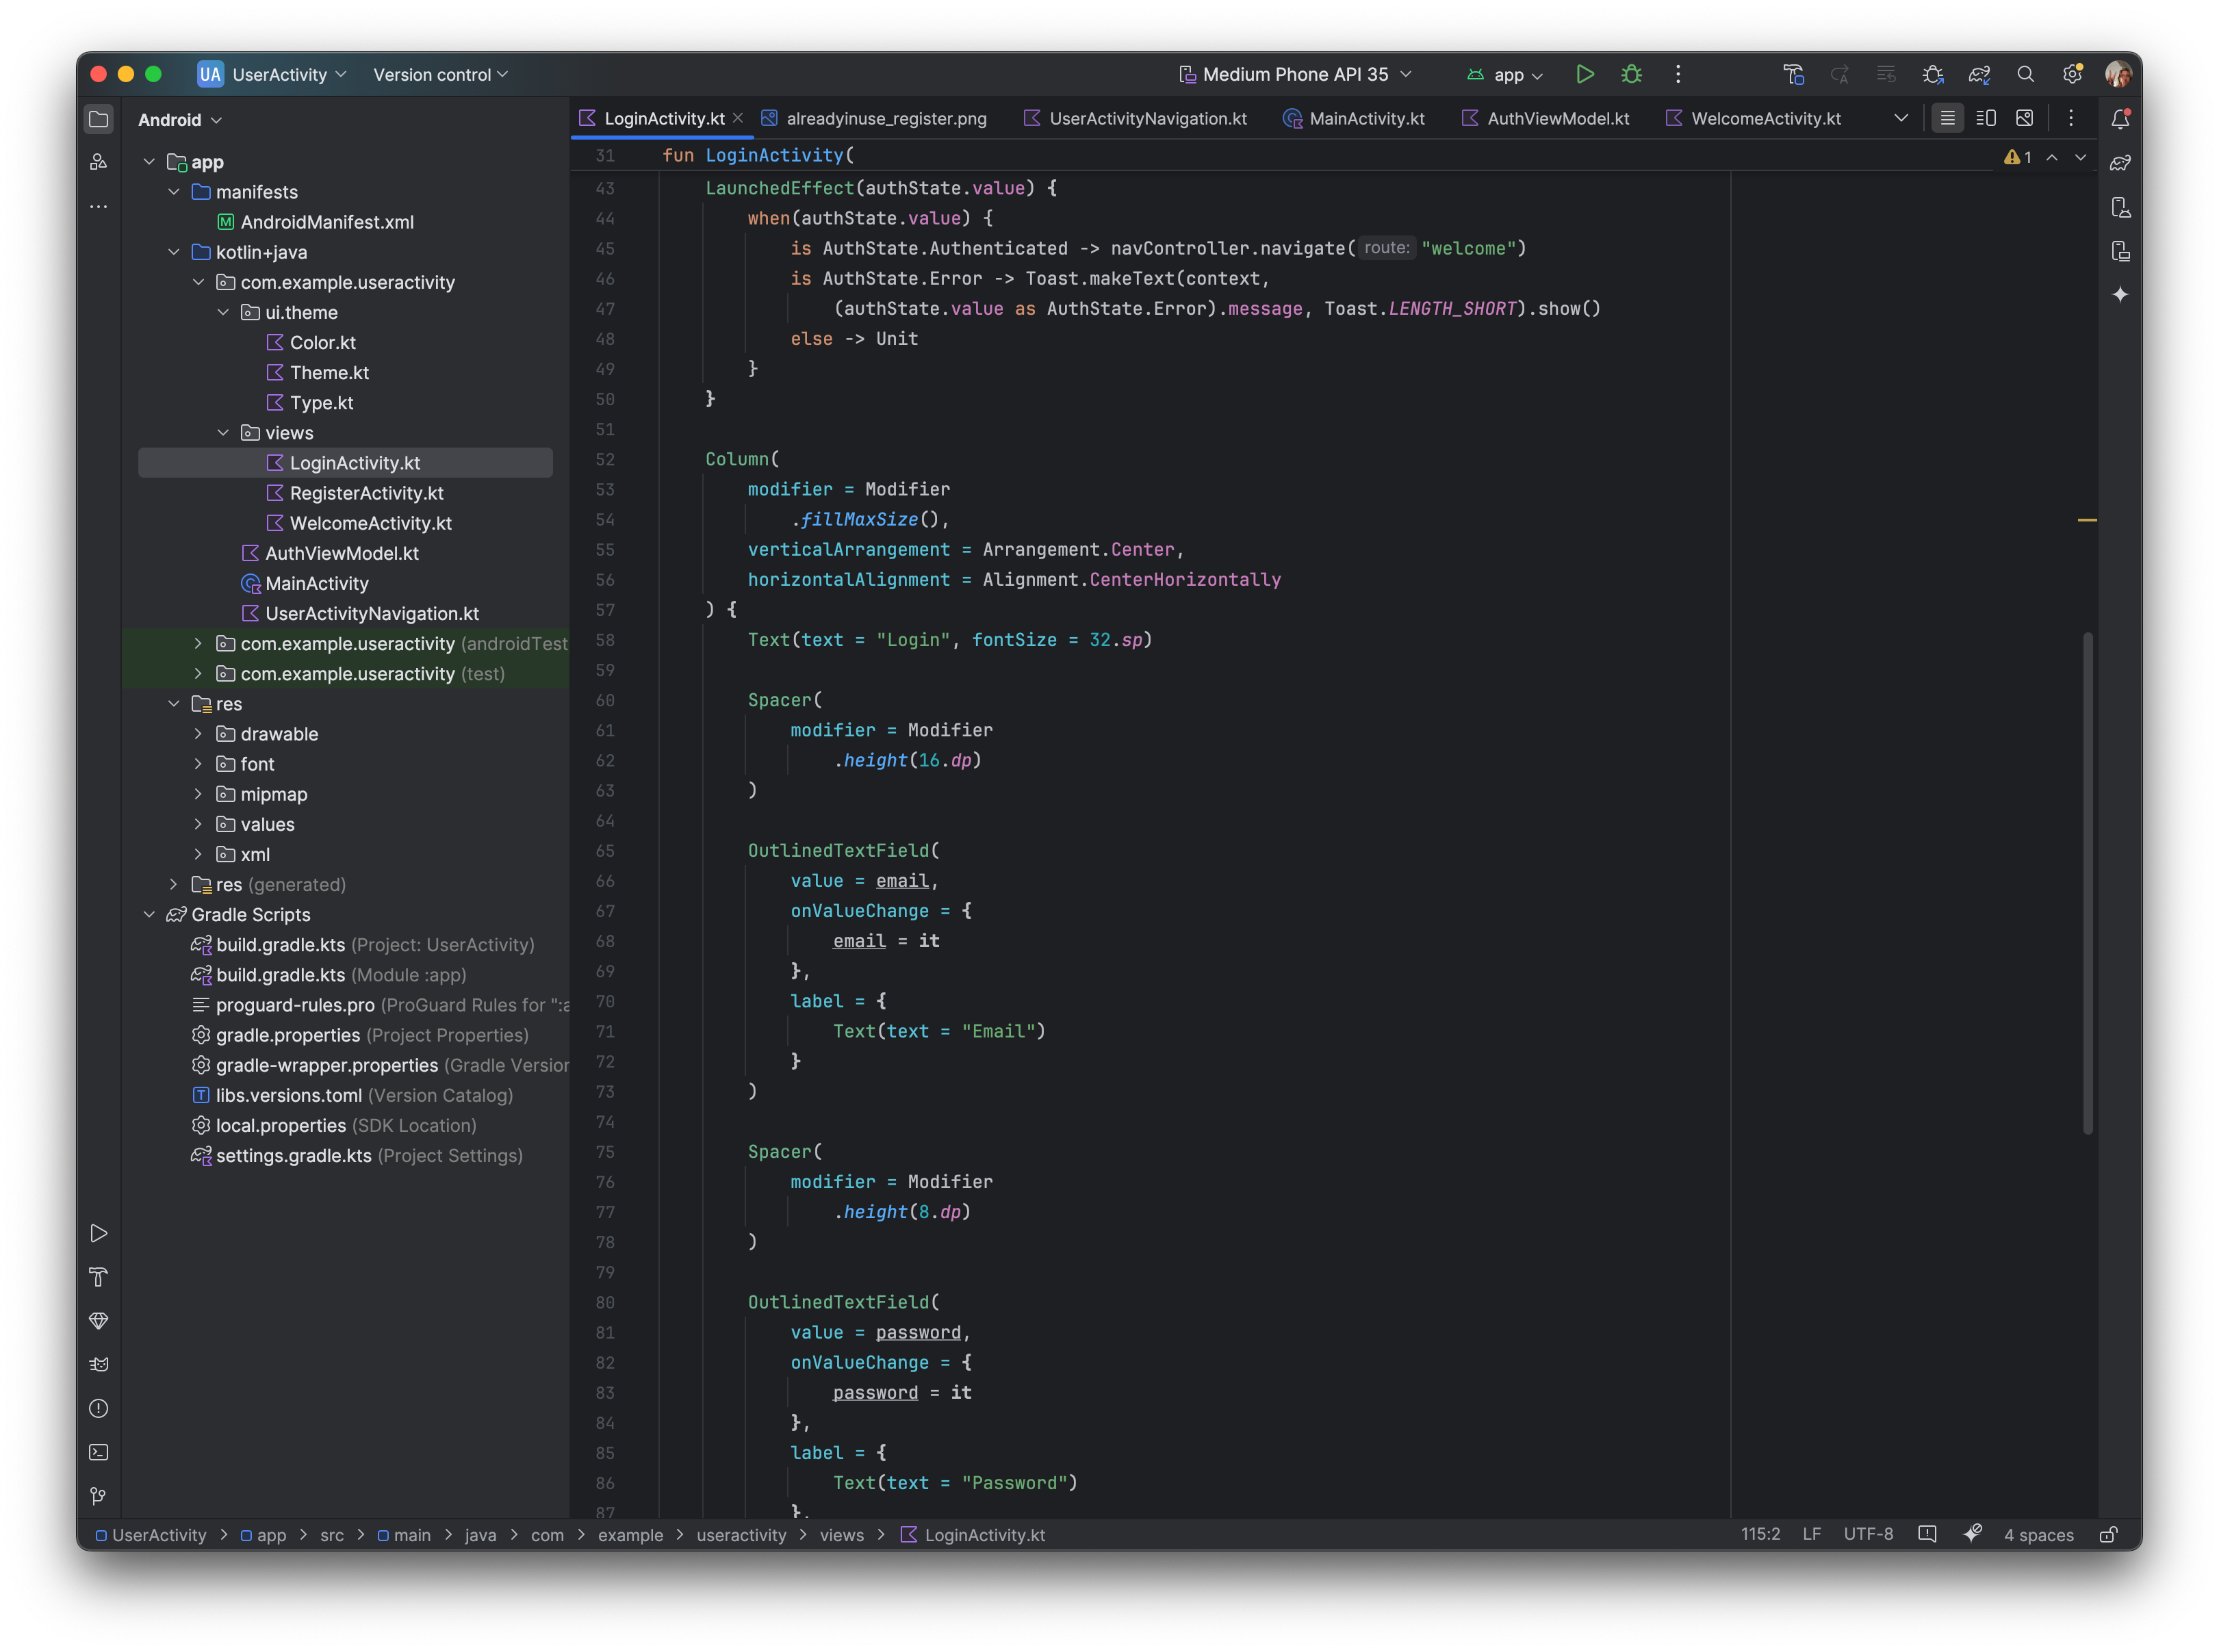 UA UserActivity Version control Medium Phone API 35 app
Android
app
manifests
AndroidManifest.xml
kotlin+java
com.example.useractivity
ui.theme
Color.kt
Theme.kt
Type.kt
views
LoginActivity.kt
RegisterActivity.kt
WelcomeActivity.kt
AuthViewModel.kt
MainActivity
UserActivityNavigation.kt
com.example.useractivity (androidTest
com.example.useractivity (test)
res
drawable
font
mipmap
values
xml
res (generated)
Gradle Scripts
build.gradle.kts (Project: UserActivity)
build.gradle.kts (Module :app)
proguard-rules.pro (ProGuard Rules for ":a
gradle.properties (Project Properties)
gradle-wrapper.properties (Gradle Version
libs.versions.toml (Version Catalog)
local.properties (SDK Location)
settings.gradle.kts (Project Settings)
LoginActivity.kt alreadyinuse_register.png UserActivityNavigation.kt MainActivity.kt AuthViewModel.kt WelcomeActivity.kt
31 fun LoginActivity( 1
43 LaunchedEffect(authState.value) {
44 when(authState.value) {
45 is AuthState.Authenticated -> navController.navigate( route: "welcome")
46 is AuthState.Error -> Toast.makeText(context,
47 (authState.value as AuthState.Error).message, Toast.LENGTH_SHORT).show()
48 else -> Unit
49 }
50 }
51
52 Column(
53 modifier = Modifier
54 .fillMaxSize(),
55 verticalArrangement = Arrangement.Center,
56 horizontalAlignment = Alignment.CenterHorizontally
57 ) {
58 Text(text = "Login", fontSize = 32.sp)
59
60 Spacer(
61 modifier = Modifier
62 .height(16.dp)
63 )
64
65 OutlinedTextField(
66 value = email,
67 onValueChange = {
68 email = it
69 },
70 label = {
71 Text(text = "Email")
72 }
73 )
74
75 Spacer(
76 modifier = Modifier
77 .height(8.dp)
78 )
79
80 OutlinedTextField(
81 value = password,
82 onValueChange = {
83 password = it
84 },
85 label = {
86 Text(text = "Password")
87 },
UserActivity > app > src > main > java > com > example > useractivity > views > LoginActivity.kt 115:2 LF UTF-8 4 spaces